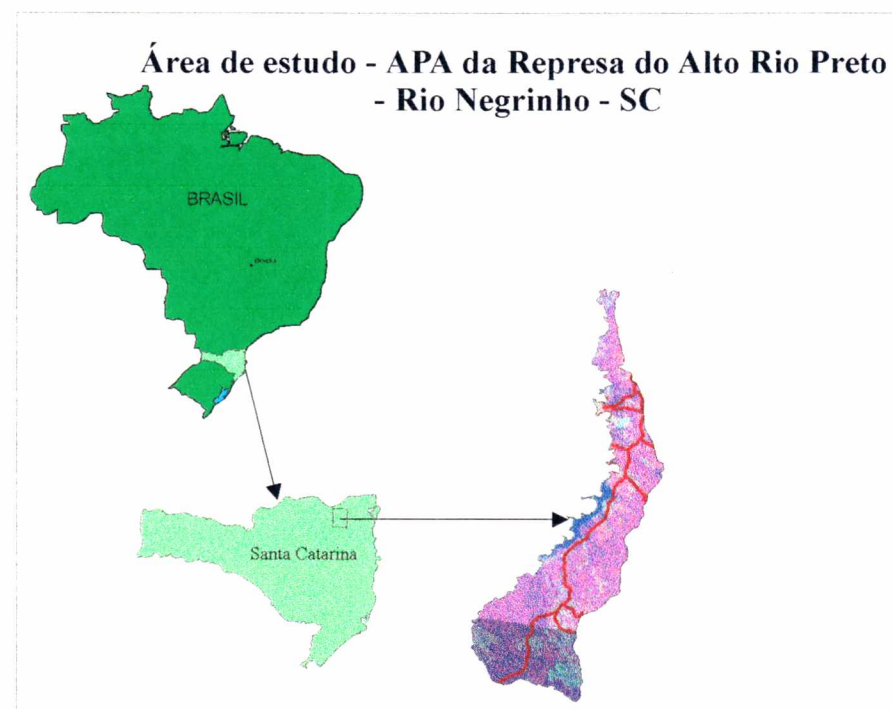 Área de estudo - APA da Represa do Alto Rio Preto
- Rio Negrinho - SC
BRASIL
Santa Catarina